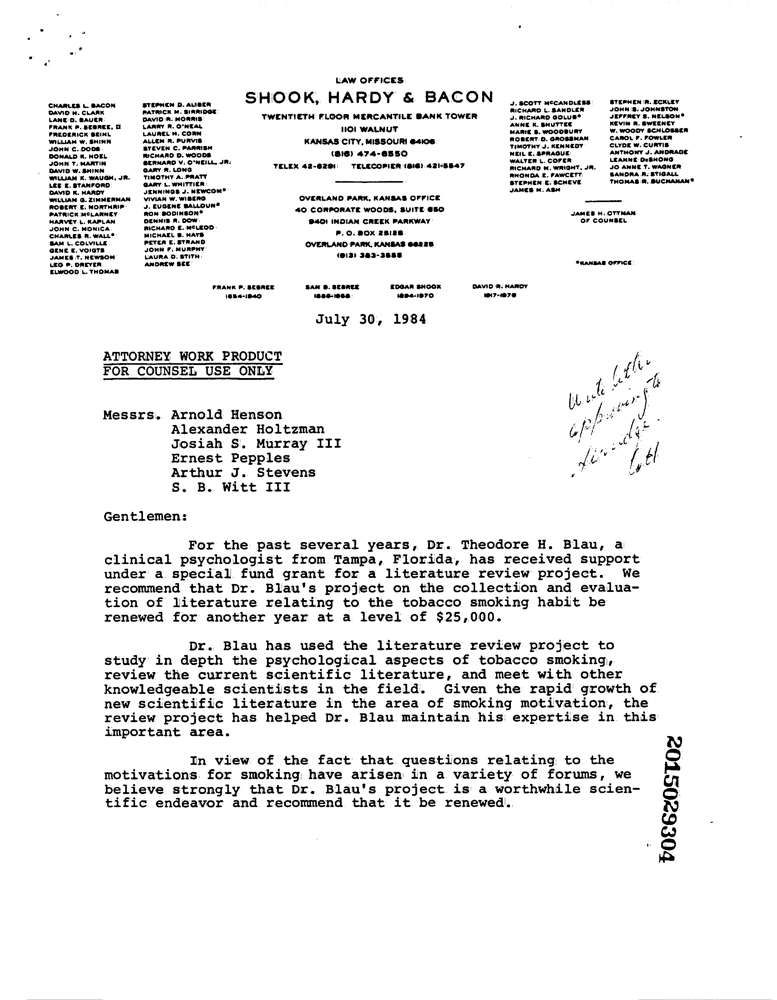 LAW OFFICES
SHOOK, HARDY & BACON
TWENTIETH FLOOR MERCANTILE BANK TOWER
1101 WALNUT
KANSAS CITY, MISSOURI 64106
(816) 474-6550
TELEX 42-6291 TELECOPIER (816) 421-5547
OVERLAND PARK, KANSAS OFFICE
40 CORPORATE WOODS, SUITE 650
9401 INDIAN CREEK PARKWAY
P. O. BOX 25128
OVERLAND PARK, KANSAS 66225
(913) 383-3555
CHARLES L. BACON
DAVID H. CLARK
LANE D. BAUER
FRANK P. SEBREE, II
FREDERICK BEIHL
WILLIAM W. SHINN
JOHN C. DODS
DONALD K. HOEL
JOHN T. MARTIN
DAVID W. SHINN
WILLIAM K. WAUGH, JR.
LEE E. STANFORD
DAVID K. HARDY
WILLIAM G. ZIMMERMAN
ROBERT E. NORTHRIP
PATRICK McLARNEY
HARVEY L. KAPLAN
JOHN C. MONICA
CHARLES R. WALL*
SAM L. COLVILLE
GENE E. VOIGTS
JAMES T. NEWSOM
LEO P. DREYER
ELWOOD L. THOMAS
STEPHEN D. ALIBER
PATRICK M. SIRRIDGE
DAVID R. MORRIS
LARRY R. O'NEAL
LAUREL H. CORN
ALLEN R. PURVIS
STEVEN C. PARRISH
RICHARD D. WOODS
BERNARD V. O'NEILL, JR.
GARY R. LONG
TIMOTHY A. PRATT
GARY L. WHITTIER
JENNINGS J. NEWCOM*
VIVIAN W. WIBERG
J. EUGENE BALLOUN*
RON BODINSON*
DENNIS R. DOW
RICHARD E. McLEOD
MICHAEL B. HAYS
PETER E. STRAND
JOHN F. MURPHY
LAURA D. STITH
ANDREW SEE
J. SCOTT McCANDLESS
RICHARD L. SANDLER
J. RICHARD GOLUB*
ANNE K. SHUTTEE
MARIE S. WOODBURY
ROBERT D. GROSSMAN
TIMOTHY J. KENNEDY
NEIL E. SPRAGUE
WALTER L. COFER
RICHARD H. WRIGHT, JR.
RHONDA E. FAWCETT
STEPHEN E. SCHEVE
JAMES M. ASH
STEPHEN R. ECKLEY
JOHN S. JOHNSTON
JEFFREY S. NELSON*
KEVIN R. SWEENEY
W. WOODY SCHLOSSER
CAROL F. FOWLER
CLYDE W. CURTIS
ANTHONY J. ANDRADE
LEANNE DeSHONG
JO ANNE T. WAGNER
SANDRA R. STIGALL
THOMAS R. BUCHANAN*
JAMES H. OTTMAN
OF COUNSEL
*KANSAS OFFICE
FRANK P. SEBREE SAM B. SEBREE EDGAR SHOOK DAVID R. HARDY
1854-1940 1894-1970 1917-1976
July 30, 1984
ATTORNEY WORK PRODUCT
FOR COUNSEL USE ONLY
Write letter
approving to
Messrs. Arnold Henson
Alexander Holtzman
Josiah S. Murray III
Ernest Pepples
Arthur J. Stevens
S. B. Witt III
Gentlemen:
For the past several years, Dr. Theodore H. Blau, a
clinical psychologist from Tampa, Florida, has received support
under a special fund grant for a literature review project. We
recommend that Dr. Blau's project on the collection and evalua-
tion of literature relating to the tobacco smoking habit be
renewed for another year at a level of $25,000.
Dr. Blau has used the literature review project to
study in depth the psychological aspects of tobacco smoking,
review the current scientific literature, and meet with other
knowledgeable scientists in the field. Given the rapid growth of
new scientific literature in the area of smoking motivation, the
review project has helped Dr. Blau maintain his expertise in this
important area.
In view of the fact that questions relating to the
motivations for smoking have arisen in a variety of forums, we
believe strongly that Dr. Blau's project is a worthwhile scien-
tific endeavor and recommend that it be renewed.
2015029304